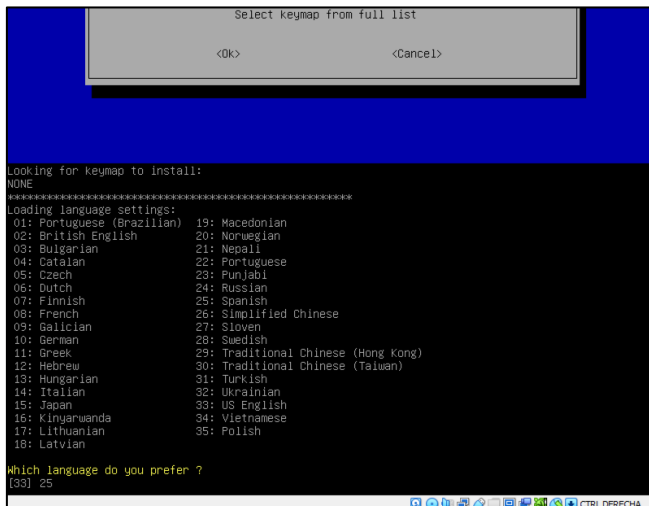 Select keymap from full list
<Ok> <Cancel>
Looking for keymap to install:
NONE
******************************************************
Loading language settings:
01: Portuguese (Brazilian) 19: Macedonian
02: British English 20: Norwegian
03: Bulgarian 21: Nepali
04: Catalan 22: Portuguese
05: Czech 23: Punjabi
06: Dutch 24: Russian
07: Finnish 25: Spanish
08: French 26: Simplified Chinese
09: Galician 27: Sloven
10: German 28: Swedish
11: Greek 29: Traditional Chinese (Hong Kong)
12: Hebrew 30: Traditional Chinese (Taiwan)
13: Hungarian 31: Turkish
14: Italian 32: Ukrainian
15: Japan 33: US English
16: Kinyarwanda 34: Vietnamese
17: Lithuanian 35: Polish
18: Latvian
Which language do you prefer ?
[33] 25
CTRL DERECHA